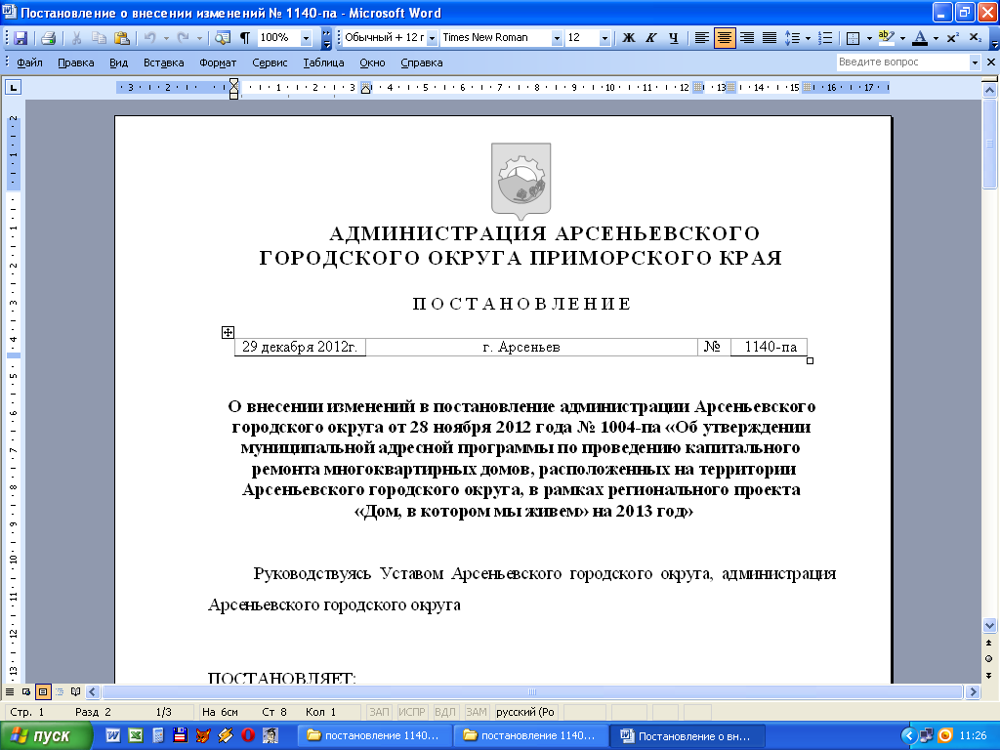 Постановление о внесении изменений № 1140-па - Microsoft Word
100%
Обычный + 12 г
Times New Roman
12
Ж К Ч
Файл Правка Вид Вставка Формат Сервис Таблица Окно Справка
Введите вопрос
3 2 1 1 2 3 4 5 6 7 8 9 10 11 12 13 14 15 16 17
АДМИНИСТРАЦИЯ АРСЕНЬЕВСКОГО
ГОРОДСКОГО ОКРУГА ПРИМОРСКОГО КРАЯ
П О С Т А Н О В Л Е Н И Е
29 декабря 2012г. г. Арсеньев № 1140-па
О внесении изменений в постановление администрации Арсеньевского
городского округа от 28 ноября 2012 года № 1004-па «Об утверждении
муниципальной адресной программы по проведению капитального
ремонта многоквартирных домов, расположенных на территории
Арсеньевского городского округа, в рамках регионального проекта
«Дом, в котором мы живем» на 2013 год»
Руководствуясь Уставом Арсеньевского городского округа, администрация
Арсеньевского городского округа
ПОСТАНОВЛЯЕТ:
Стр. 1 Разд 2 1/3 На 6см Ст 8 Кол 1 ЗАП ИСПР ВДЛ ЗАМ русский (Ро
пуск
постановление 1140...
постановление 1140...
Постановление о вн...
11:26